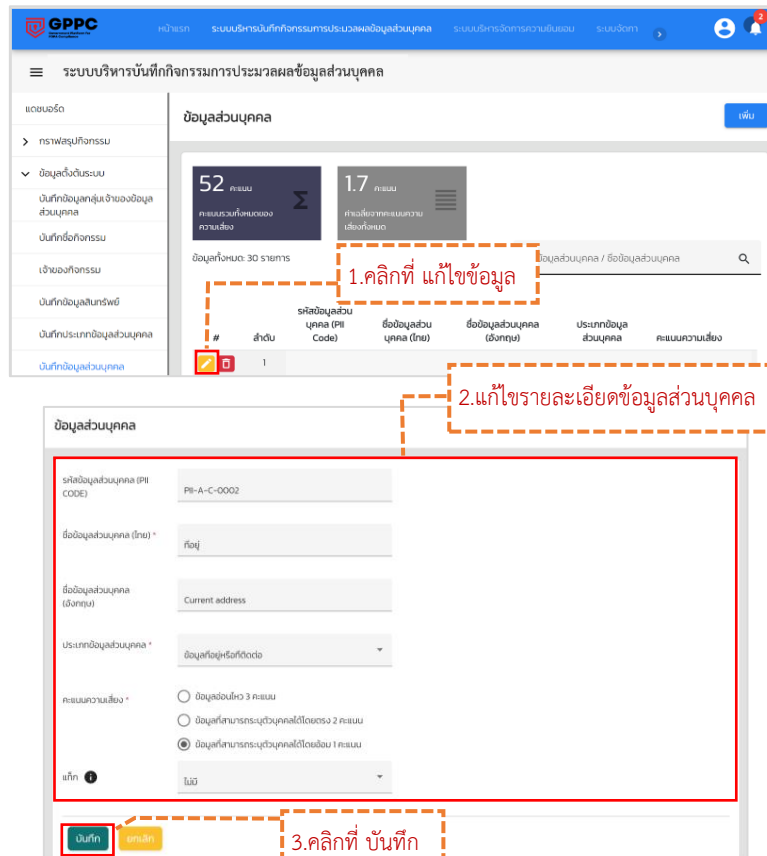 GPPC
หน้าแรก ระบบบริหารบันทึกกิจกรรมการประมวลผลข้อมูลส่วนบุคคล ระบบบริหารจัดการความยินยอม ระบบจัดกา 2
ระบบบริหารบันทึกกิจกรรมการประมวลผลข้อมูลส่วนบุคคล
แดชบอร์ด
ข้อมูลส่วนบุคคล
เพิ่ม
กราฟสรุปกิจกรรม
ข้อมูลตั้งต้นระบบ
บันทึกข้อมูลกลุ่มเจ้าของข้อมูล
ส่วนบุคคล
บันทึกชื่อกิจกรรม
เจ้าของกิจกรรม
บันทึกข้อมูลสินทรัพย์
บันทึกประเภทข้อมูลส่วนบุคคล
บันทึกข้อมูลส่วนบุคคล
52 คะแนน
คะแนนรวมทั้งหมดของ
ความเสี่ยง
Σ
1.7 คะแนน
ค่าเฉลี่ยจากคะแนนความ
เสี่ยงทั้งหมด
ข้อมูลทั้งหมด: 30 รายการ
1.คลิกที่ แก้ไขข้อมูล
ข้อมูลส่วนบุคคล / ชื่อข้อมูลส่วนบุคคล
# ลำดับ
รหัสข้อมูลส่วน
บุคคล (PII
Code)
ชื่อข้อมูลส่วน
บุคคล (ไทย)
ชื่อข้อมูลส่วนบุคคล
(อังกฤษ)
ประเภทข้อมูล
ส่วนบุคคล
คะแนนความเสี่ยง
1
2.แก้ไขรายละเอียดข้อมูลส่วนบุคคล
ข้อมูลส่วนบุคคล
รหัสข้อมูลส่วนบุคคล (PII
CODE)
PII-A-C-0002
ชื่อข้อมูลส่วนบุคคล (ไทย) *
ที่อยู่
ชื่อข้อมูลส่วนบุคคล
(อังกฤษ)
Current address
ประเภทข้อมูลส่วนบุคคล *
ข้อมูลที่อยู่หรือที่ติดต่อ
คะแนนความเสี่ยง *
ข้อมูลอ่อนไหว 3 คะแนน
ข้อมูลที่สามารถระบุตัวบุคคลได้โดยตรง 2 คะแนน
ข้อมูลที่สามารถระบุตัวบุคคลได้โดยอ้อม 1 คะแนน
แท็ก
ไม่มี
บันทึก ยกเลิก
3.คลิกที่ บันทึก